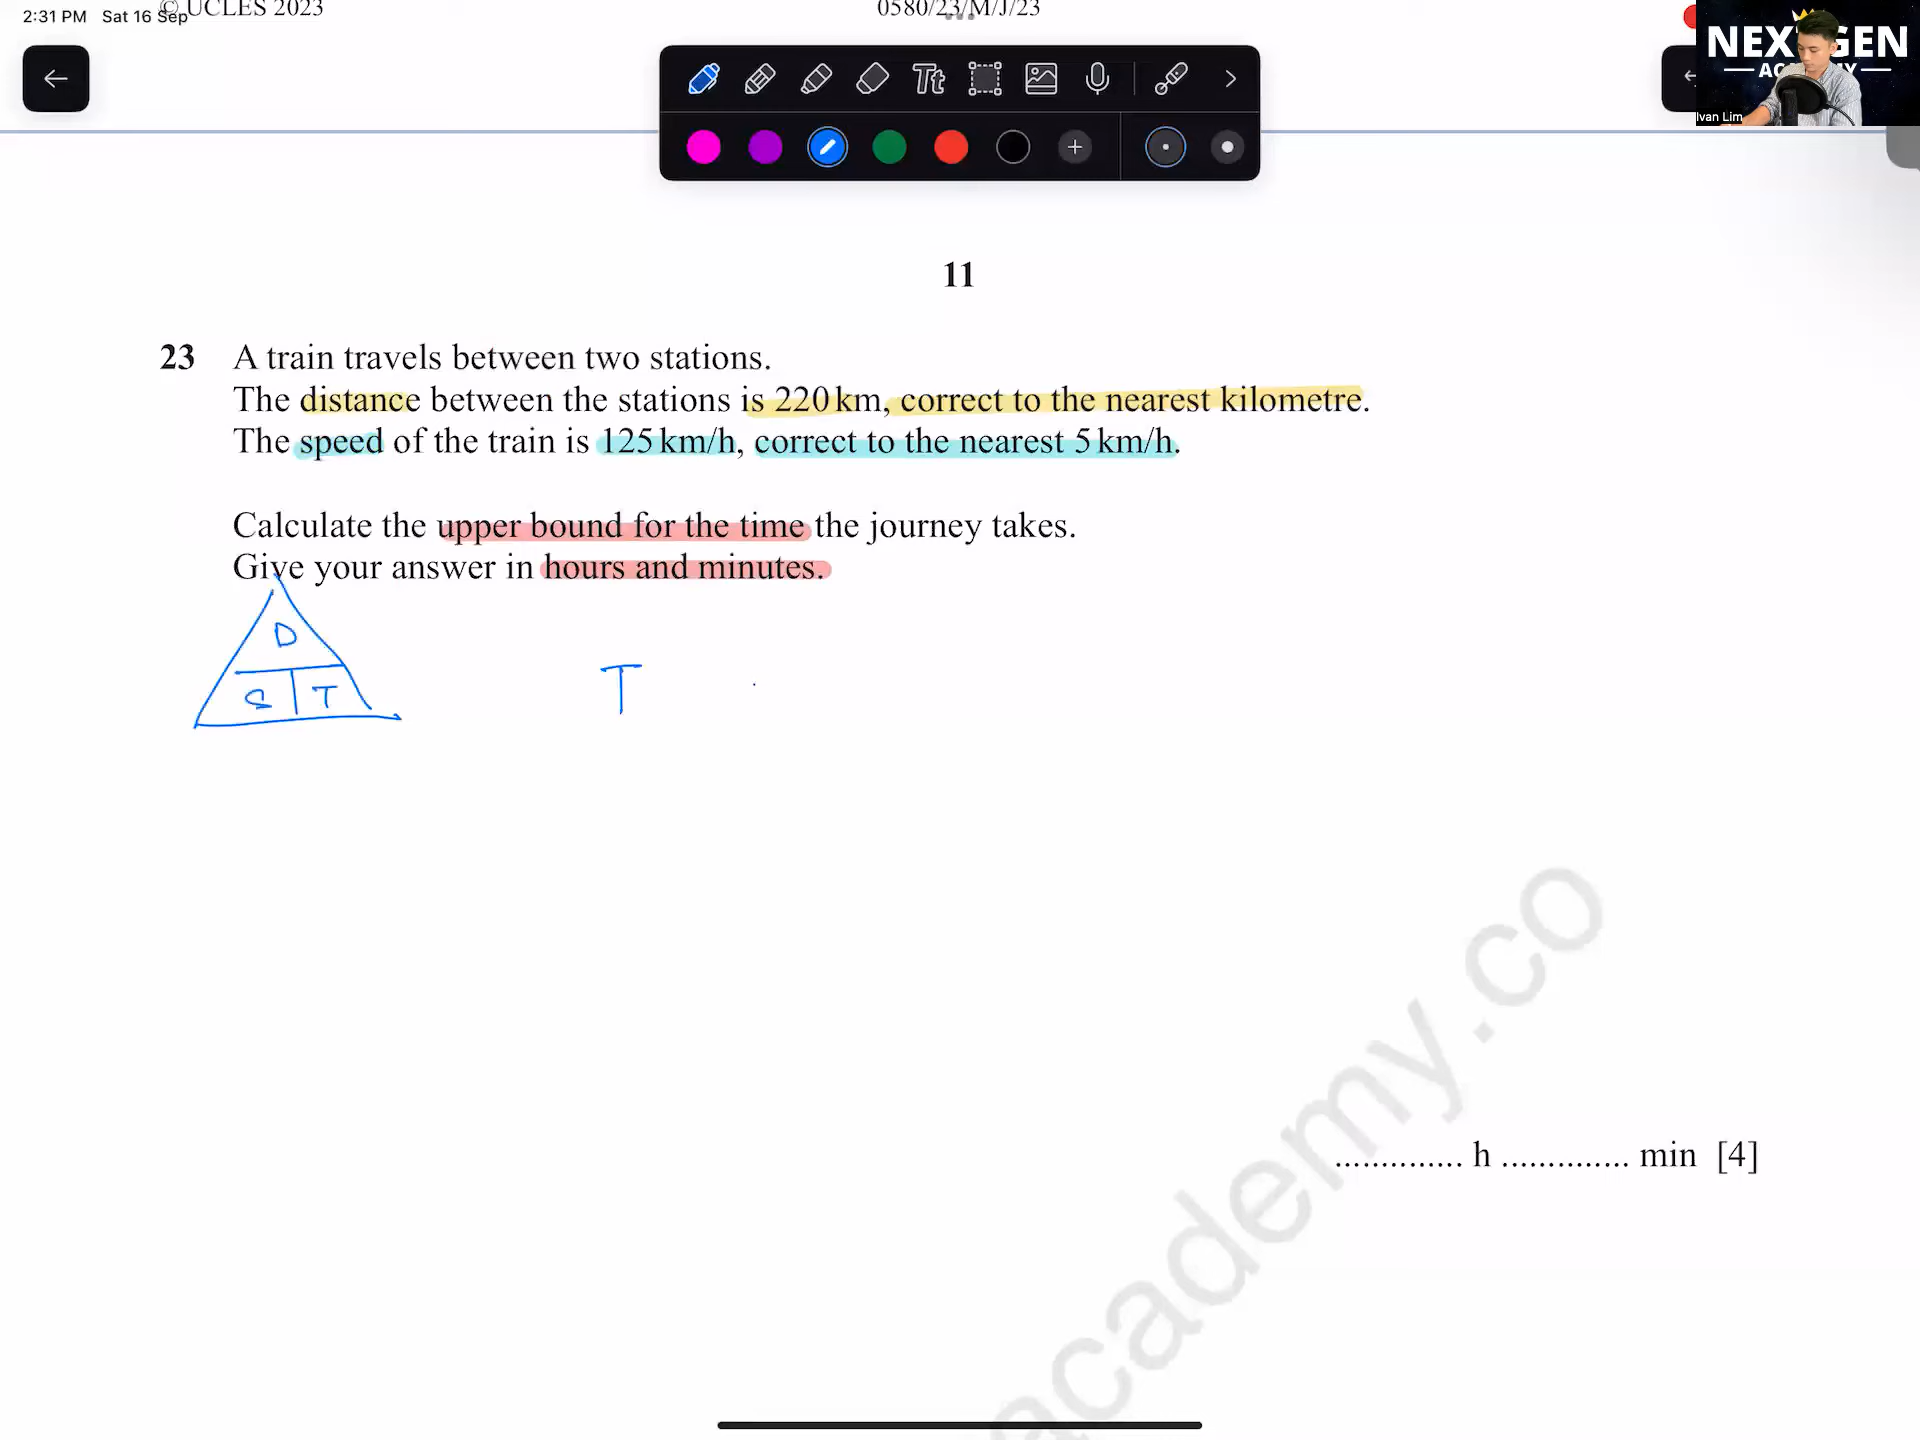 2:31 PM Sat 16 Sep
© UCLES 2023
0580/23/M/J/23
Tt
NEXTGEN
ACADEMY
Ivan Lim
11
23 A train travels between two stations.
The distance between the stations is 220 km, correct to the nearest kilometre.
The speed of the train is 125 km/h, correct to the nearest 5 km/h.
Calculate the upper bound for the time the journey takes.
Give your answer in hours and minutes.
D
S T
T
.............. h .............. min [4]
academy.co